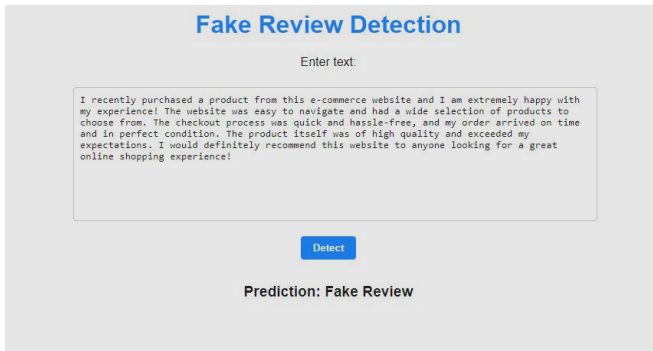 Fake Review Detection
Enter text:
I recently purchased a product from this e-commerce website and I am extremely happy with
my experience! The website was easy to navigate and had a wide selection of products to
choose from. The checkout process was quick and hassle-free, and my order arrived on time
and in perfect condition. The product itself was of high quality and exceeded my
expectations. I would definitely recommend this website to anyone looking for a great
online shopping experience!
Detect
Prediction: Fake Review